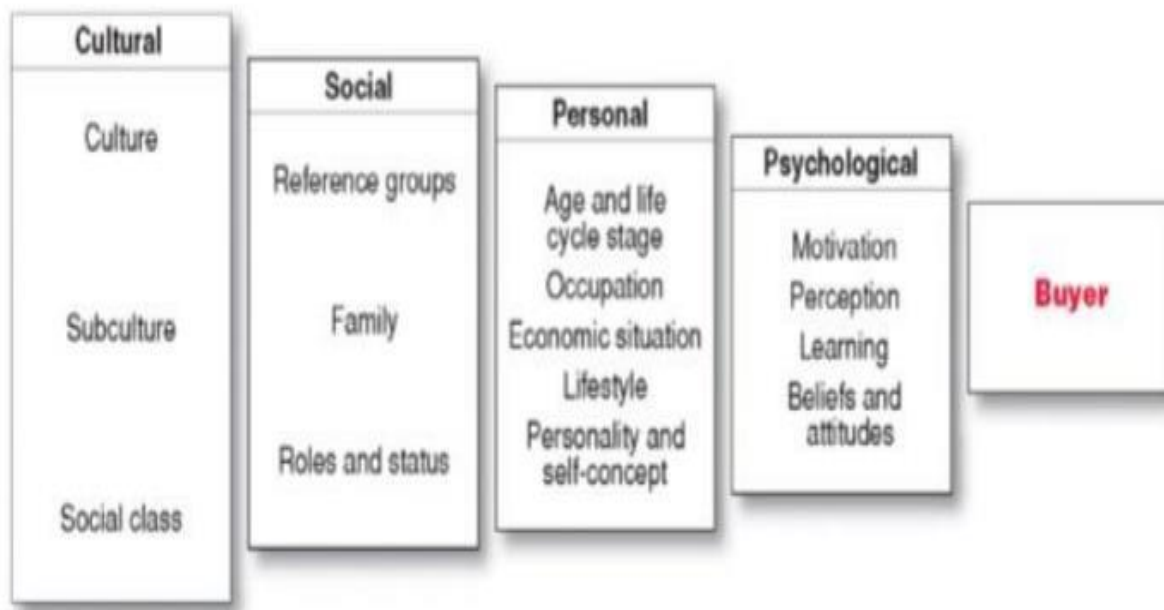 Cultural
Culture
Subculture
Social class
Social
Reference groups
Family
Roles and status
Personal
Age and life
cycle stage
Occupation
Economic situation
Lifestyle
Personality and
self-concept
Psychological
Motivation
Perception
Learning
Beliefs and
attitudes
Buyer